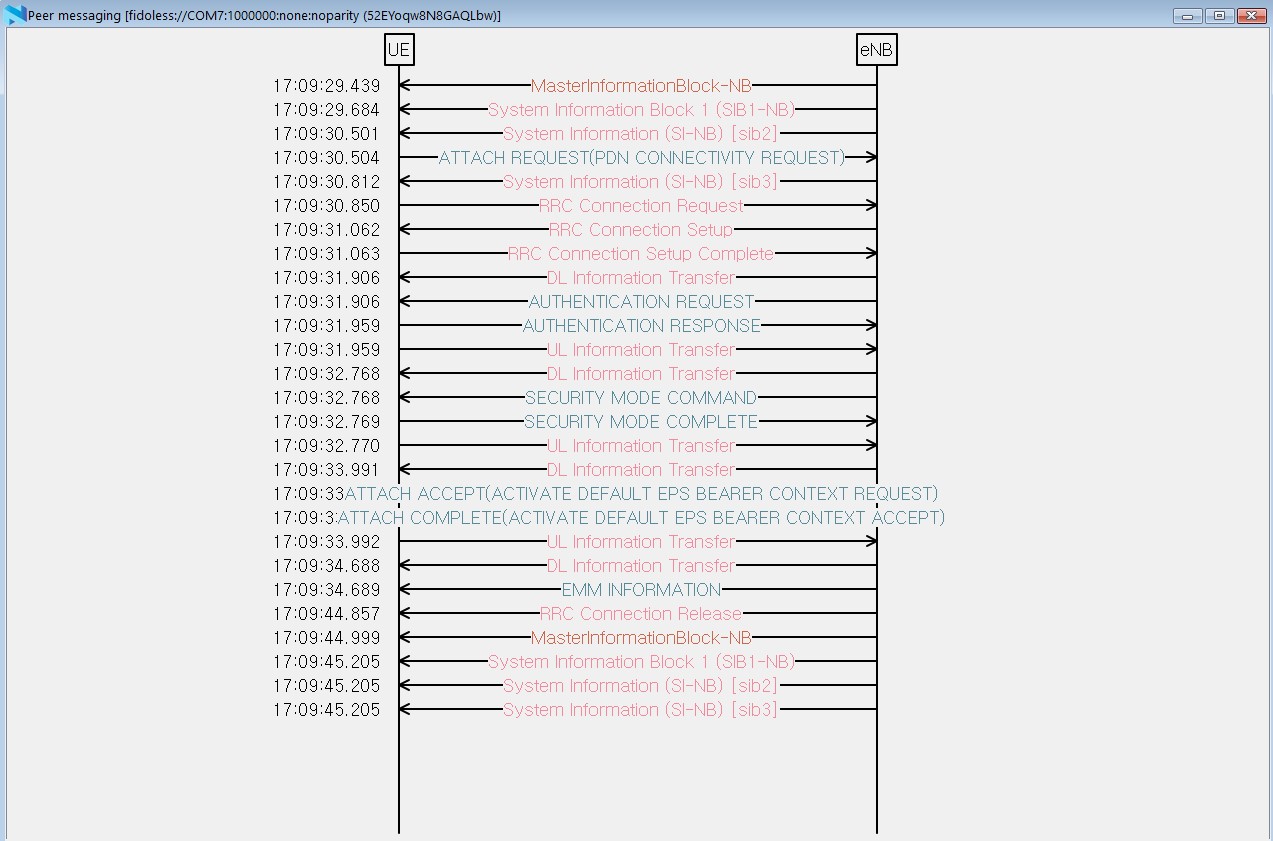 Peer messaging [fidoless://COM7:1000000:none:noparity (52EYoqw8N8GAQLbw)]
UE eNB
17:09:29.439 MasterInformationBlock-NB
17:09:29.684 System Information Block 1 (SIB1-NB)
17:09:30.501 System Information (SI-NB) [sib2]
17:09:30.504 ATTACH REQUEST(PDN CONNECTIVITY REQUEST)
17:09:30.812 System Information (SI-NB) [sib3]
17:09:30.850 RRC Connection Request
17:09:31.062 RRC Connection Setup
17:09:31.063 RRC Connection Setup Complete
17:09:31.906 DL Information Transfer
17:09:31.906 AUTHENTICATION REQUEST
17:09:31.959 AUTHENTICATION RESPONSE
17:09:31.959 UL Information Transfer
17:09:32.768 DL Information Transfer
17:09:32.768 SECURITY MODE COMMAND
17:09:32.769 SECURITY MODE COMPLETE
17:09:32.770 UL Information Transfer
17:09:33.991 DL Information Transfer
17:09:33 ATTACH ACCEPT(ACTIVATE DEFAULT EPS BEARER CONTEXT REQUEST)
17:09:3 ATTACH COMPLETE(ACTIVATE DEFAULT EPS BEARER CONTEXT ACCEPT)
17:09:33.992 UL Information Transfer
17:09:34.688 DL Information Transfer
17:09:34.689 EMM INFORMATION
17:09:44.857 RRC Connection Release
17:09:44.999 MasterInformationBlock-NB
17:09:45.205 System Information Block 1 (SIB1-NB)
17:09:45.205 System Information (SI-NB) [sib2]
17:09:45.205 System Information (SI-NB) [sib3]